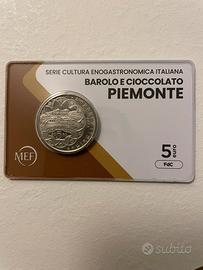 SERIE CULTURA ENOGASTRONOMICA ITALIANA
BAROLO E CIOCCOLATO
PIEMONTE
MEF
5
euro
FdC
subito